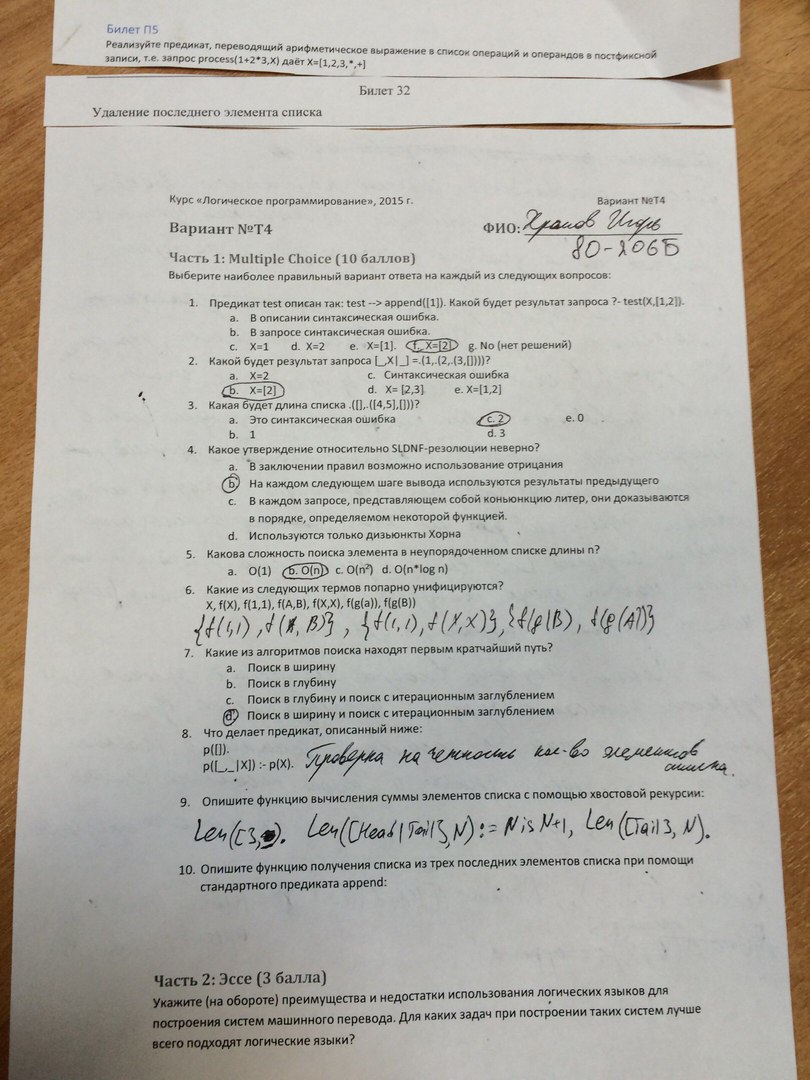 Билет П5
Реализуйте предикат, переводящий арифметическое выражение в список операций и операндов в постфиксной
записи, т.е. запрос process(1+2*3,X) даёт X=[1,2,3,*,+]
Билет 32
Удаление последнего элемента списка
Курс «Логическое программирование», 2015 г. Вариант №Т4
Вариант №Т4 ФИО: Храмов Игорь
80-206Б
Часть 1: Multiple Choice (10 баллов)
Выберите наиболее правильный вариант ответа на каждый из следующих вопросов:
1. Предикат test описан так: test --> append([1]). Какой будет результат запроса ?- test(X,[1,2]).
a. В описании синтаксическая ошибка.
b. В запросе синтаксическая ошибка.
c. X=1 d. X=2 e. X=[1]. f. X=[2] g. No (нет решений)
2. Какой будет результат запроса [_,X|_] =.(1,.(2,.(3,[])))?
a. X=2 c. Синтаксическая ошибка
b. X=[2] d. X= [2,3] e. X=[1,2]
3. Какая будет длина списка .([],.([4,5],[]))?
a. Это синтаксическая ошибка c. 2 e. 0
b. 1 d. 3
4. Какое утверждение относительно SLDNF-резолюции неверно?
a. В заключении правил возможно использование отрицания
b. На каждом следующем шаге вывода используются результаты предыдущего
c. В каждом запросе, представляющем собой коньюнкцию литер, они доказываются
в порядке, определяемом некоторой функцией.
d. Используются только дизьюнкты Хорна
5. Какова сложность поиска элемента в неупорядоченном списке длины n?
a. O(1) b. O(n) c. O(n²) d. O(n*log n)
6. Какие из следующих термов попарно унифицируются?
X, f(X), f(1,1), f(A,B), f(X,X), f(g(a)), f(g(B))
{f(1,1), f(A,B)}, {f(1,1), f(X,X)}, {f(g(B), f(g(A))}
7. Какие из алгоритмов поиска находят первым кратчайший путь?
a. Поиск в ширину
b. Поиск в глубину
c. Поиск в глубину и поиск с итерационным заглублением
d. Поиск в ширину и поиск с итерационным заглублением
8. Что делает предикат, описанный ниже:
p([]).
p([_,_|X]) :- p(X). Проверка на четность кол-во элементов
списка.
9. Опишите функцию вычисления суммы элементов списка с помощью хвостовой рекурсии:
Len([], ). Len([Head|Tail], N) := N is N+1, Len([Tail], N).
10. Опишите функцию получения списка из трех последних элементов списка при помощи
стандартного предиката append:
Часть 2: Эссе (3 балла)
Укажите (на обороте) преимущества и недостатки использования логических языков для
построения систем машинного перевода. Для каких задач при построении таких систем лучше
всего подходят логические языки?